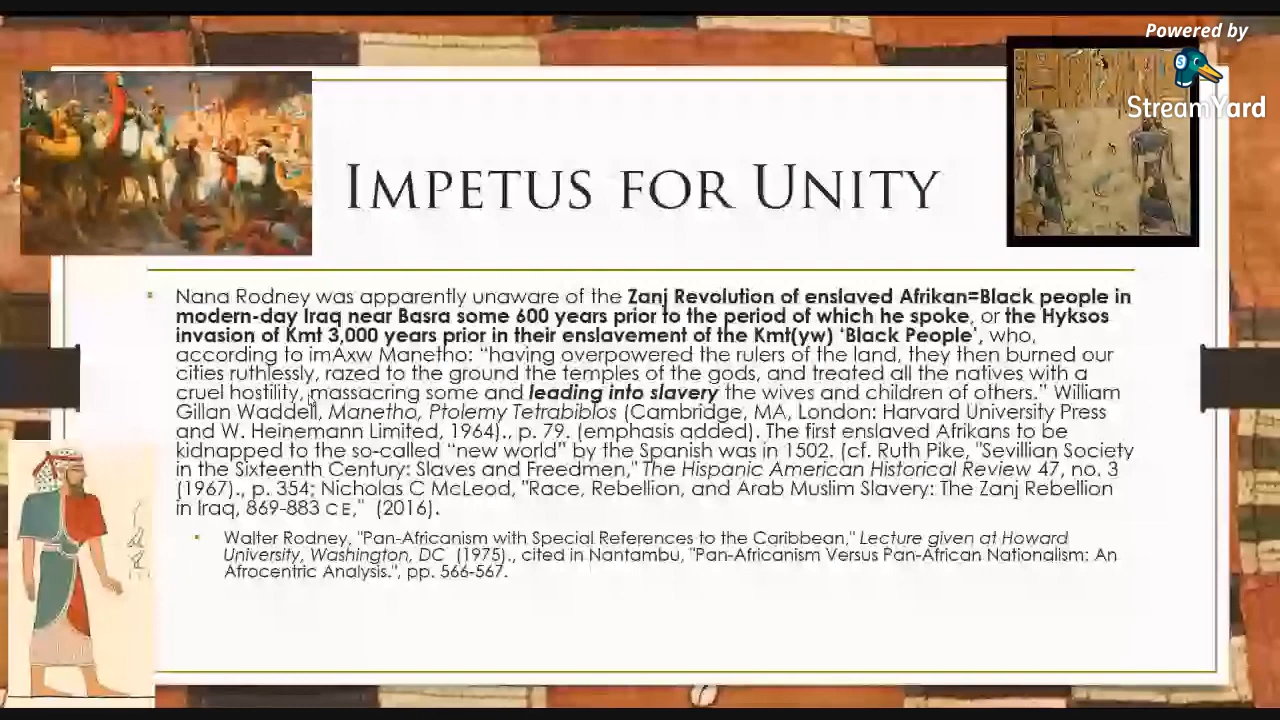 Powered by
StreamYard
IMPETUS FOR UNITY
Nana Rodney was apparently unaware of the Zanj Revolution of enslaved Afrikan=Black people in
modern-day Iraq near Basra some 600 years prior to the period of which he spoke, or the Hyksos
invasion of Kmt 3,000 years prior in their enslavement of the Kmt(yw) ‘Black People’, who,
according to imAxw Manetho: “having overpowered the rulers of the land, they then burned our
cities ruthlessly, razed to the ground the temples of the gods, and treated all the natives with a
cruel hostility, massacring some and leading into slavery the wives and children of others.” William
Gillan Waddell, Manetho, Ptolemy Tetrabiblos (Cambridge, MA, London: Harvard University Press
and W. Heinemann Limited, 1964)., p. 79. (emphasis added). The first enslaved Afrikans to be
kidnapped to the so-called “new world” by the Spanish was in 1502. (cf. Ruth Pike, "Sevillian Society
in the Sixteenth Century: Slaves and Freedmen," The Hispanic American Historical Review 47, no. 3
(1967)., p. 354; Nicholas C McLeod, "Race, Rebellion, and Arab Muslim Slavery: The Zanj Rebellion
in Iraq, 869-883 CE," (2016).
Walter Rodney, "Pan-Africanism with Special References to the Caribbean," Lecture given at Howard
University, Washington, DC (1975)., cited in Nantambu, "Pan-Africanism Versus Pan-African Nationalism: An
Afrocentric Analysis.", pp. 566-567.